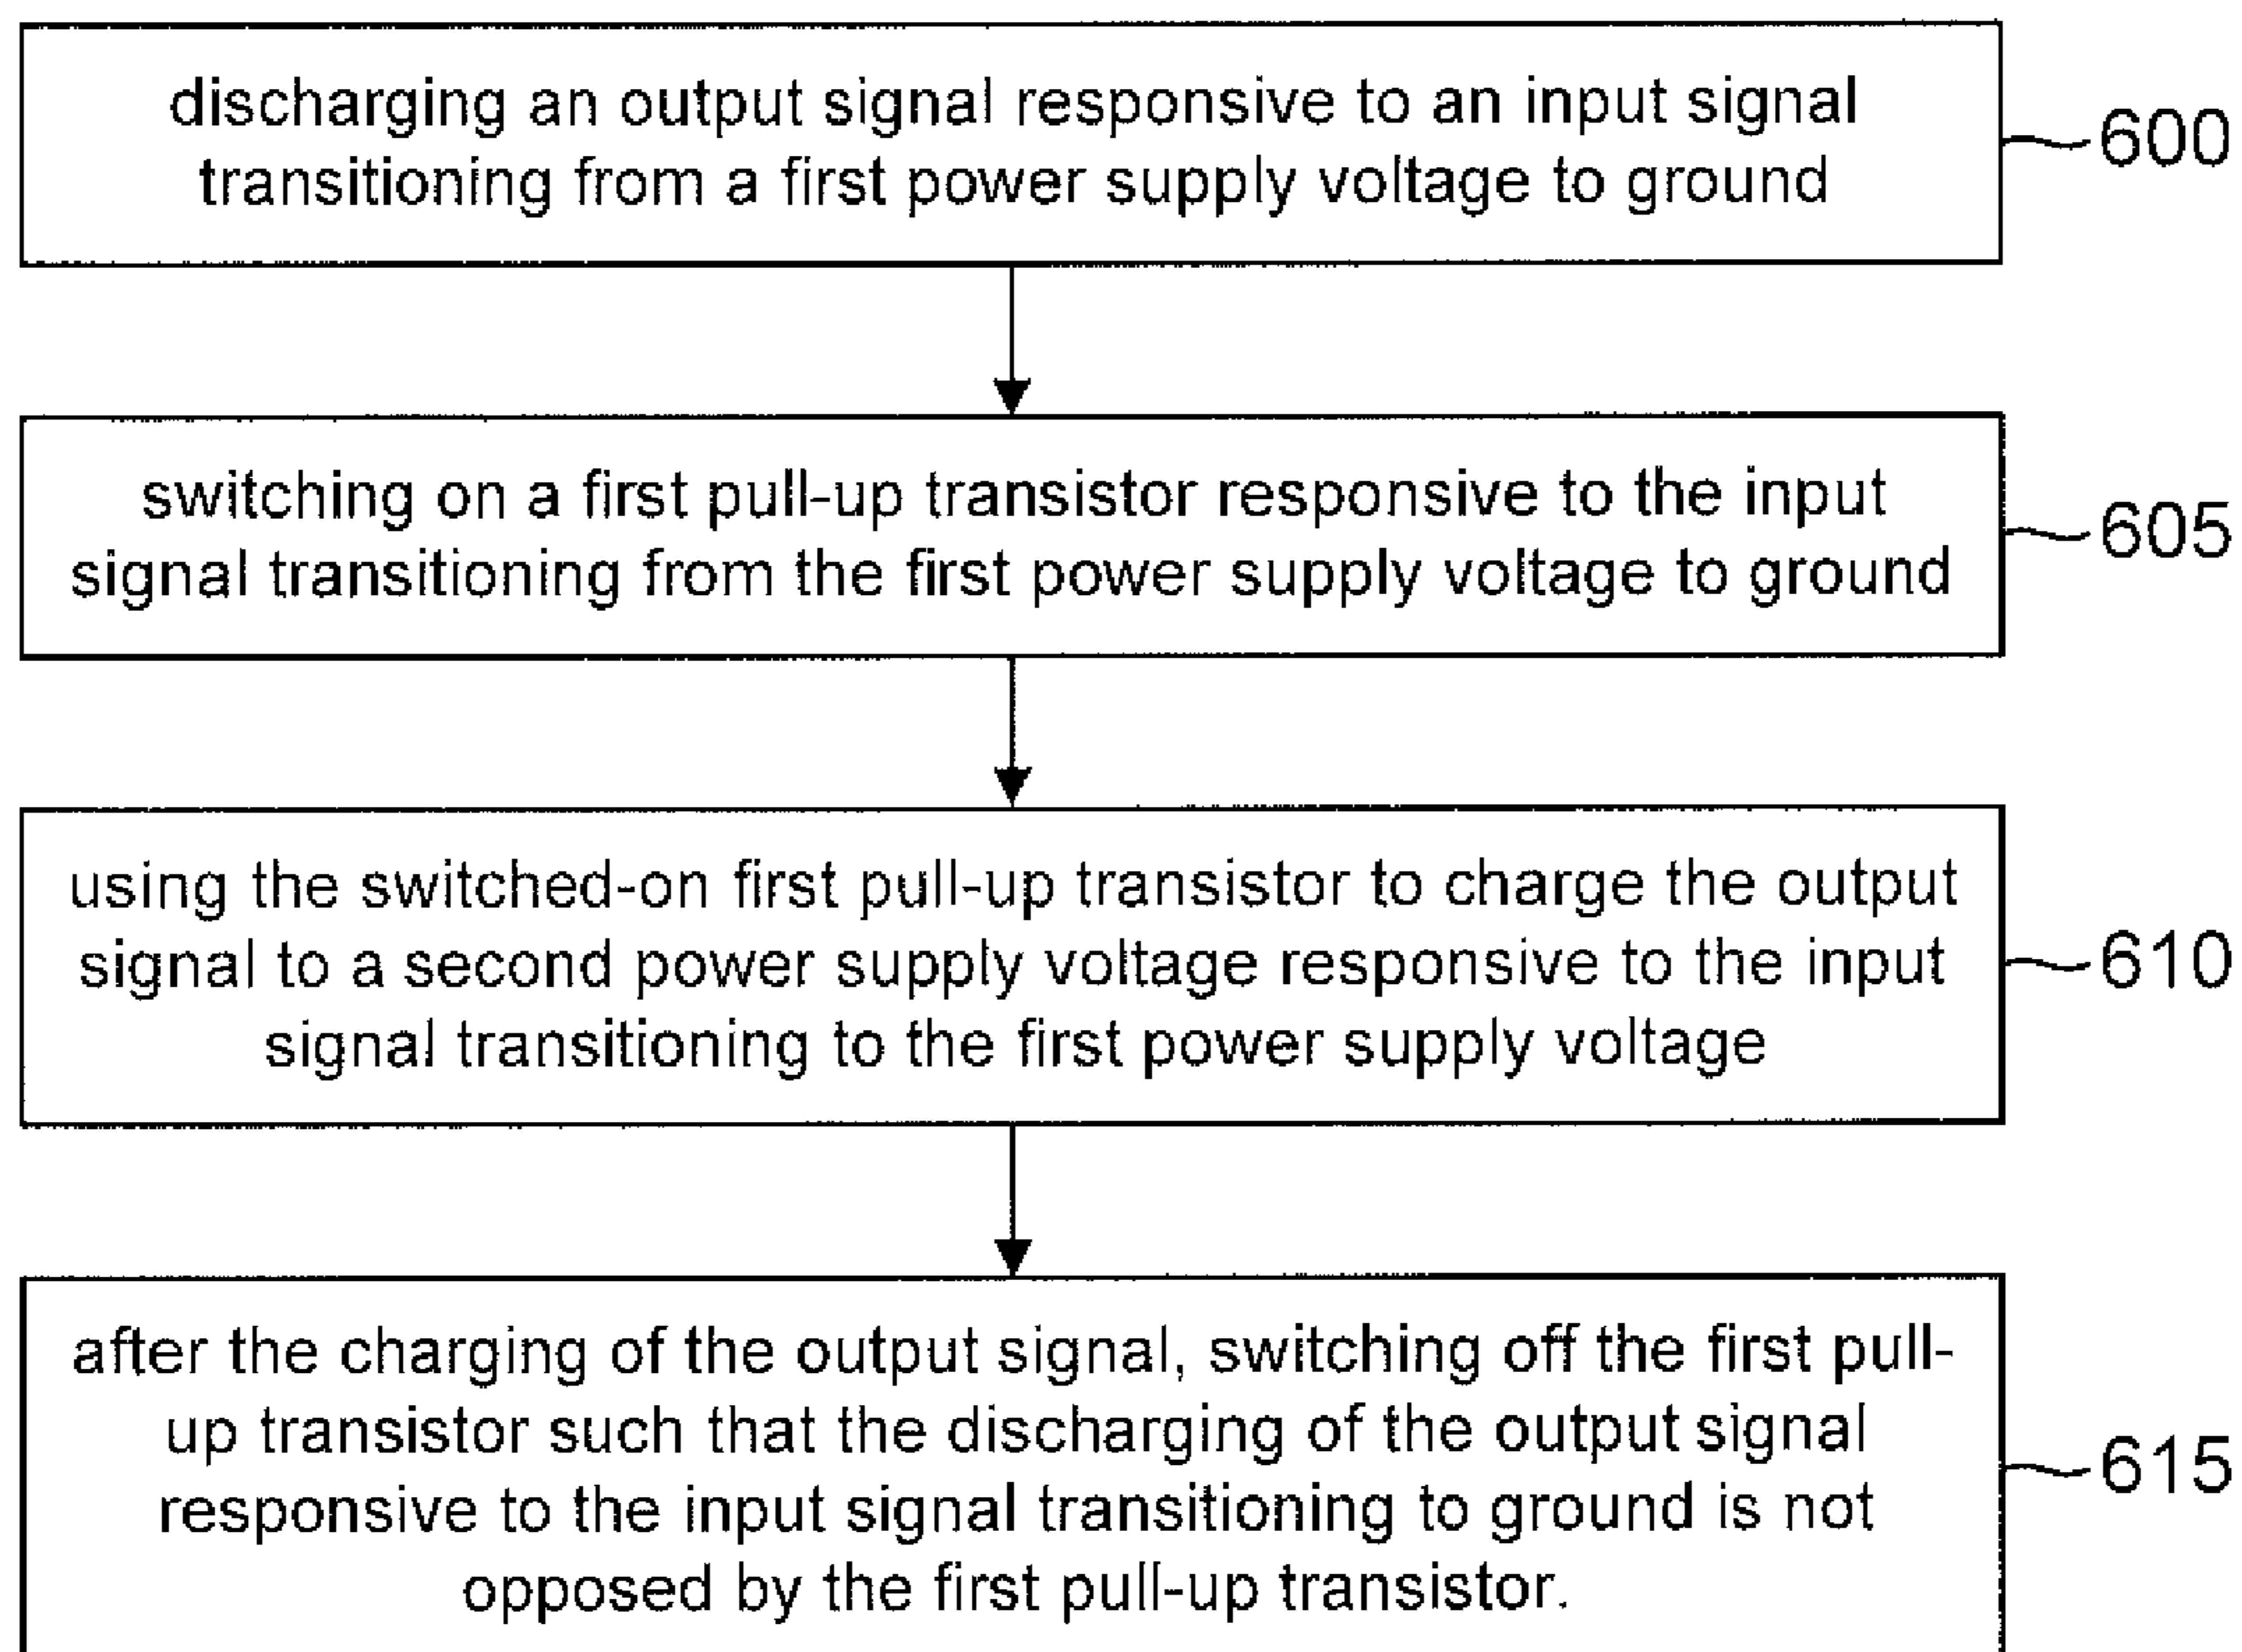 discharging an output signal responsive to an input signal
transitioning from a first power supply voltage to ground
600
switching on a first pull-up transistor responsive to the input
signal transitioning from the first power supply voltage to ground
605
using the switched-on first pull-up transistor to charge the output
signal to a second power supply voltage responsive to the input
signal transitioning to the first power supply voltage
610
after the charging of the output signal, switching off the first pull-
up transistor such that the discharging of the output signal
responsive to the input signal transitioning to ground is not
opposed by the first pull-up transistor.
615